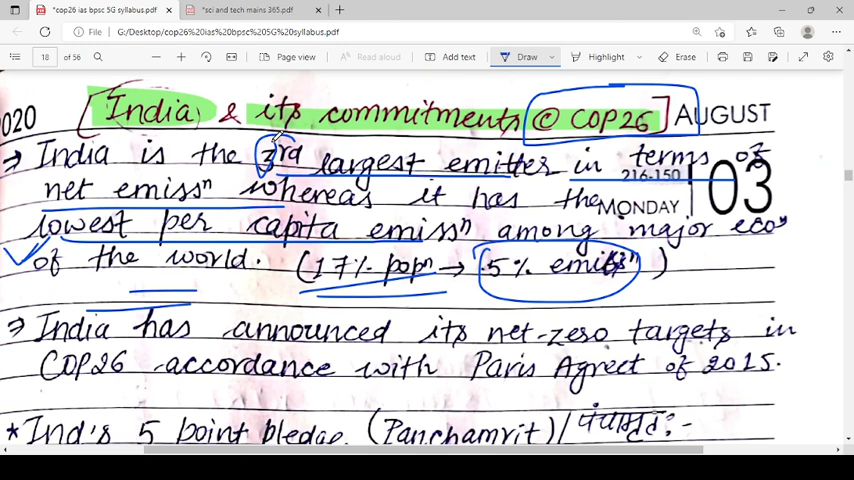 *cop26 ias bpsc 5G syllabus.pdf
*sci and tech mains 365.pdf
File G:/Desktop/cop26%20ias%20bpsc%205G%20syllabus.pdf
18 of 56 Page view Read aloud Add text Draw Highlight Erase
020 [India & its commitments @ COP26] AUGUST
→ India is the 3rd largest emitter in terms of
216-150
net emissⁿ whereas it has the
MONDAY 03
lowest per capita emissⁿ among major ecoʸ
of the world. (17% popⁿ → 5% emissⁿ)
⇒ India has announced its net-zero targets in
COP26 accordance with Paris Agreet of 2015.
*Ind's 5 point pledge (Panchamrit)/पंचामृत:-